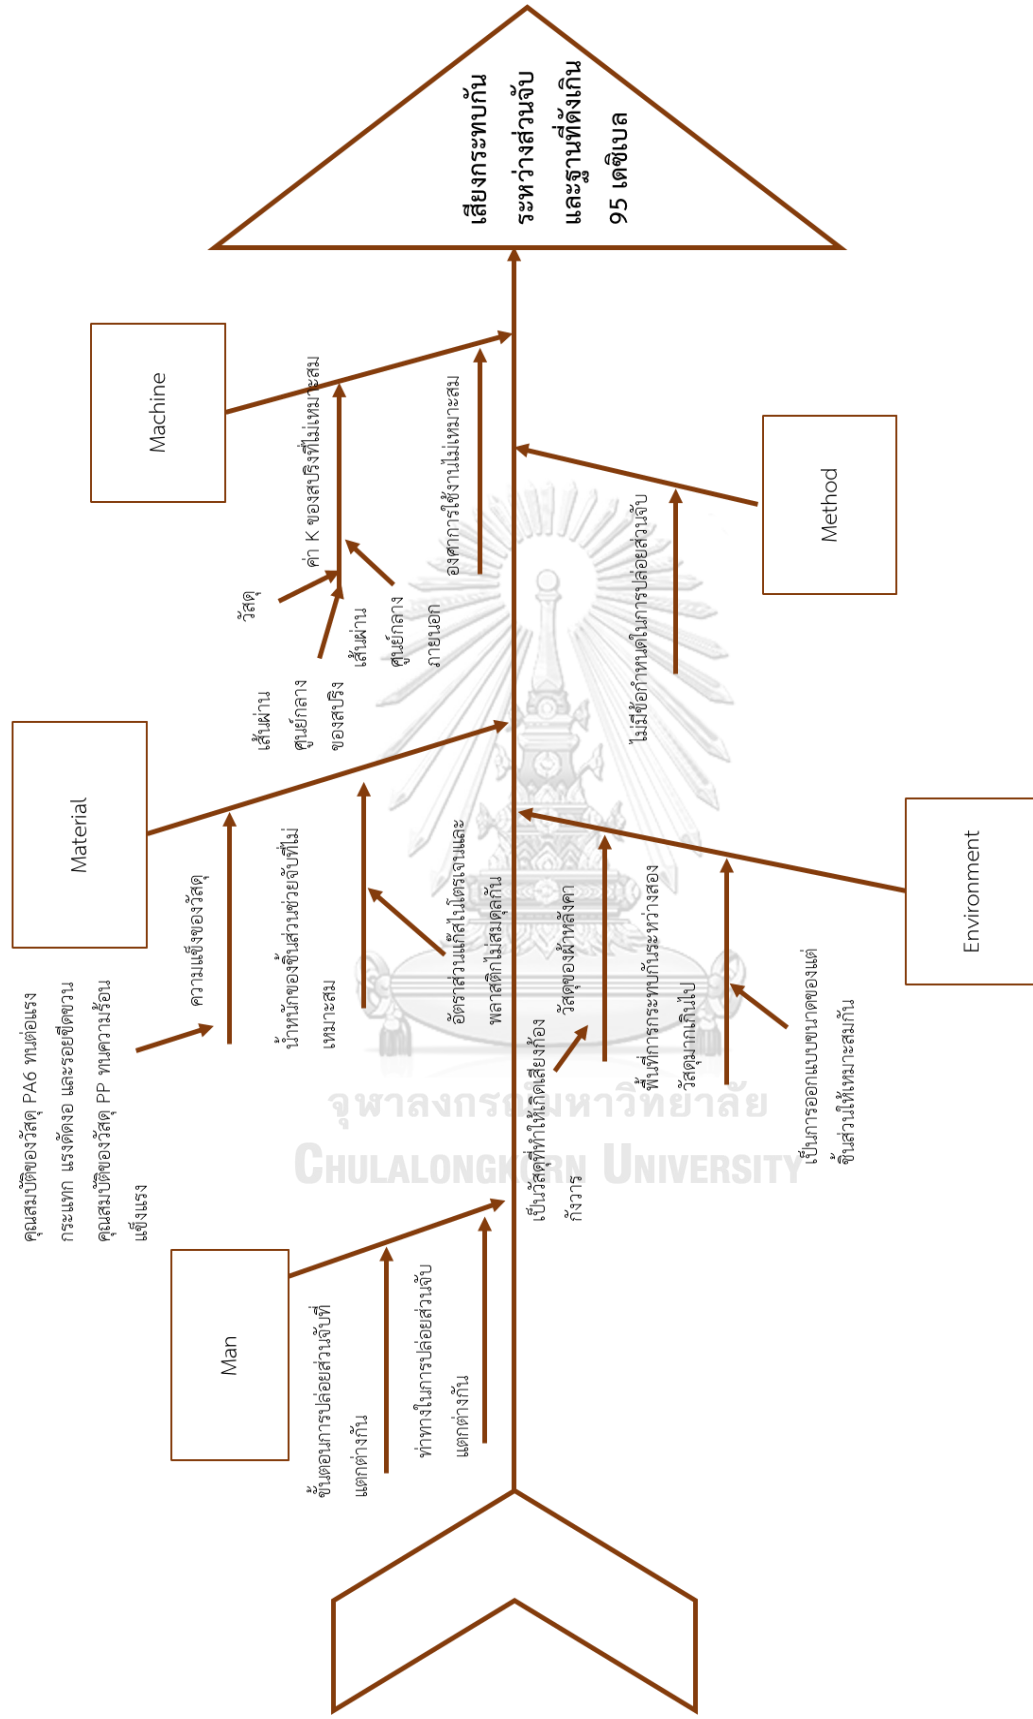 เสียงกระทบกัน
ระหว่างส่วนจับ
และฐานที่ดังเกิน
95 เดซิเบล
Machine
ค่า K ของสปริงที่ไม่เหมาะสม
วัสดุ
เส้นผ่าน
ศูนย์กลาง
ของสปริง
เส้นผ่าน
ศูนย์กลาง
ภายนอก
องศาการใช้งานไม่เหมาะสม
Method
ไม่มีข้อกำหนดในการปล่อยส่วนจับ
Material
คุณสมบัติของวัสดุ PA6 ทนต่อแรง
กระแทก แรงดัดงอ และรอยขีดขวน
คุณสมบัติของวัสดุ PP ทนความร้อน
แข็งแรง
ความแข็งของวัสดุ
น้ำหนักของชิ้นส่วนช่วยจับที่ไม่
เหมาะสม
อัตราส่วนแก๊สไนโตรเจนและ
พลาสติกไม่สมดุลกัน
Environment
วัสดุของผ้าหลังคา
เป็นวัสดุที่ทำให้เกิดเสียงก้อง
กังวาร
พื้นที่การกระทบกันระหว่างสอง
วัสดุมากเกินไป
เป็นการออกแบบขนาดของแต่
ชิ้นส่วนให้เหมาะสมกัน
Man
ขั้นตอนการปล่อยส่วนจับที่
แตกต่างกัน
ท่าทางในการปล่อยส่วนจับ
แตกต่างกัน
จุฬาลงกรณ์มหาวิทยาลัย
CHULALONGKORN UNIVERSITY